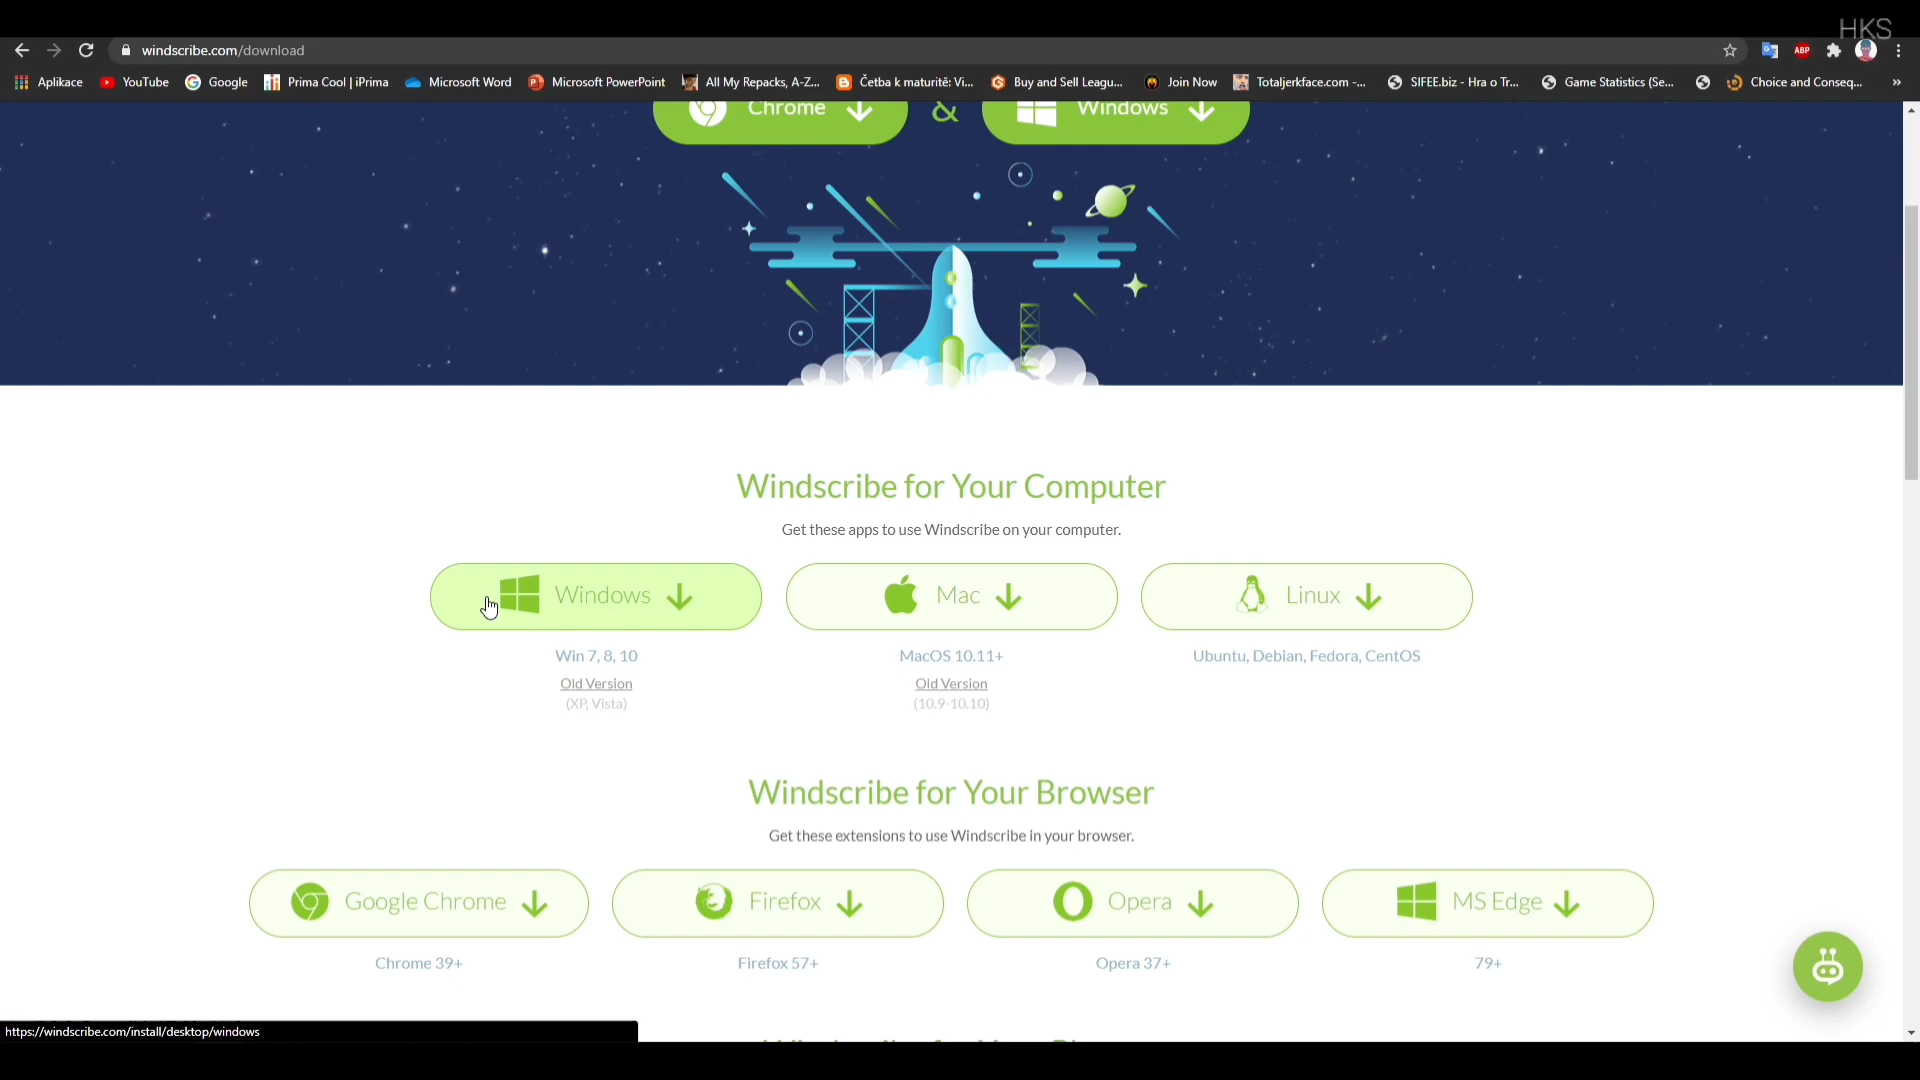 HKS
windscribe.com/download
ABP
Aplikace YouTube Google Prima Cool | iPrima Microsoft Word Microsoft PowerPoint All My Repacks, A-Z... Četba k maturitě: Vi... Buy and Sell Leagu... Join Now Totaljerkface.com -... SIFEE.biz - Hra o Tr... Game Statistics (Se... Choice and Conseq... »
Chrome & Windows
Windscribe for Your Computer
Get these apps to use Windscribe on your computer.
Windows Mac Linux
Win 7, 8, 10 MacOS 10.11+ Ubuntu, Debian, Fedora, CentOS
Old Version Old Version
(XP, Vista) (10.9-10.10)
Windscribe for Your Browser
Get these extensions to use Windscribe in your browser.
Google Chrome Firefox Opera MS Edge
Chrome 39+ Firefox 57+ Opera 37+ 79+
https://windscribe.com/install/desktop/windows